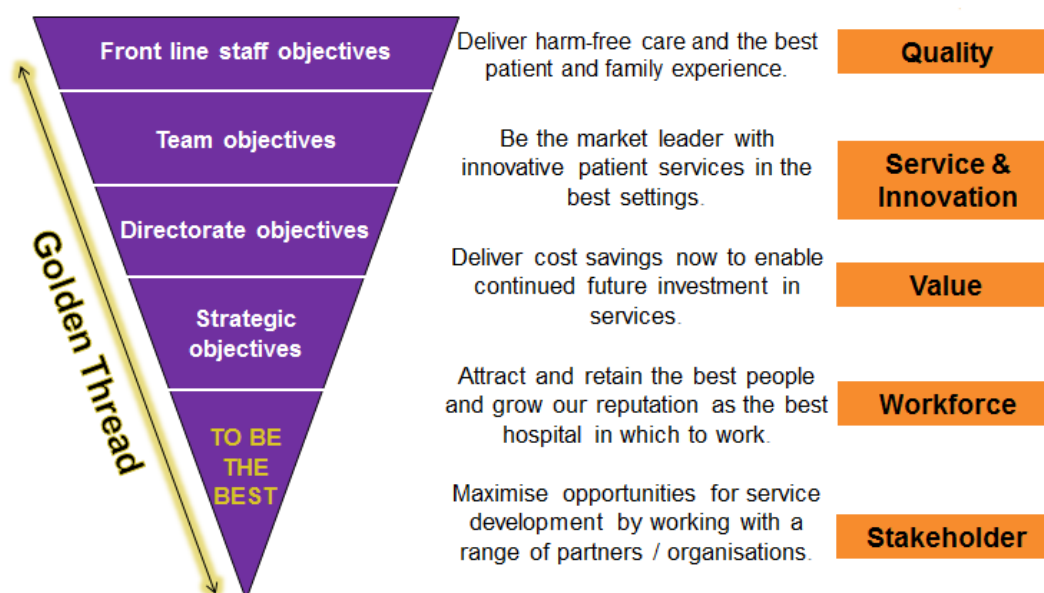 Front line staff objectives
Team objectives
Directorate objectives
Strategic
objectives
TO BE
THE
BEST
Golden Thread
Deliver harm-free care and the best
patient and family experience.
Quality
Be the market leader with
innovative patient services in the
best settings.
Service &
Innovation
Deliver cost savings now to enable
continued future investment in
services.
Value
Attract and retain the best people
and grow our reputation as the best
hospital in which to work.
Workforce
Maximise opportunities for service
development by working with a
range of partners / organisations.
Stakeholder